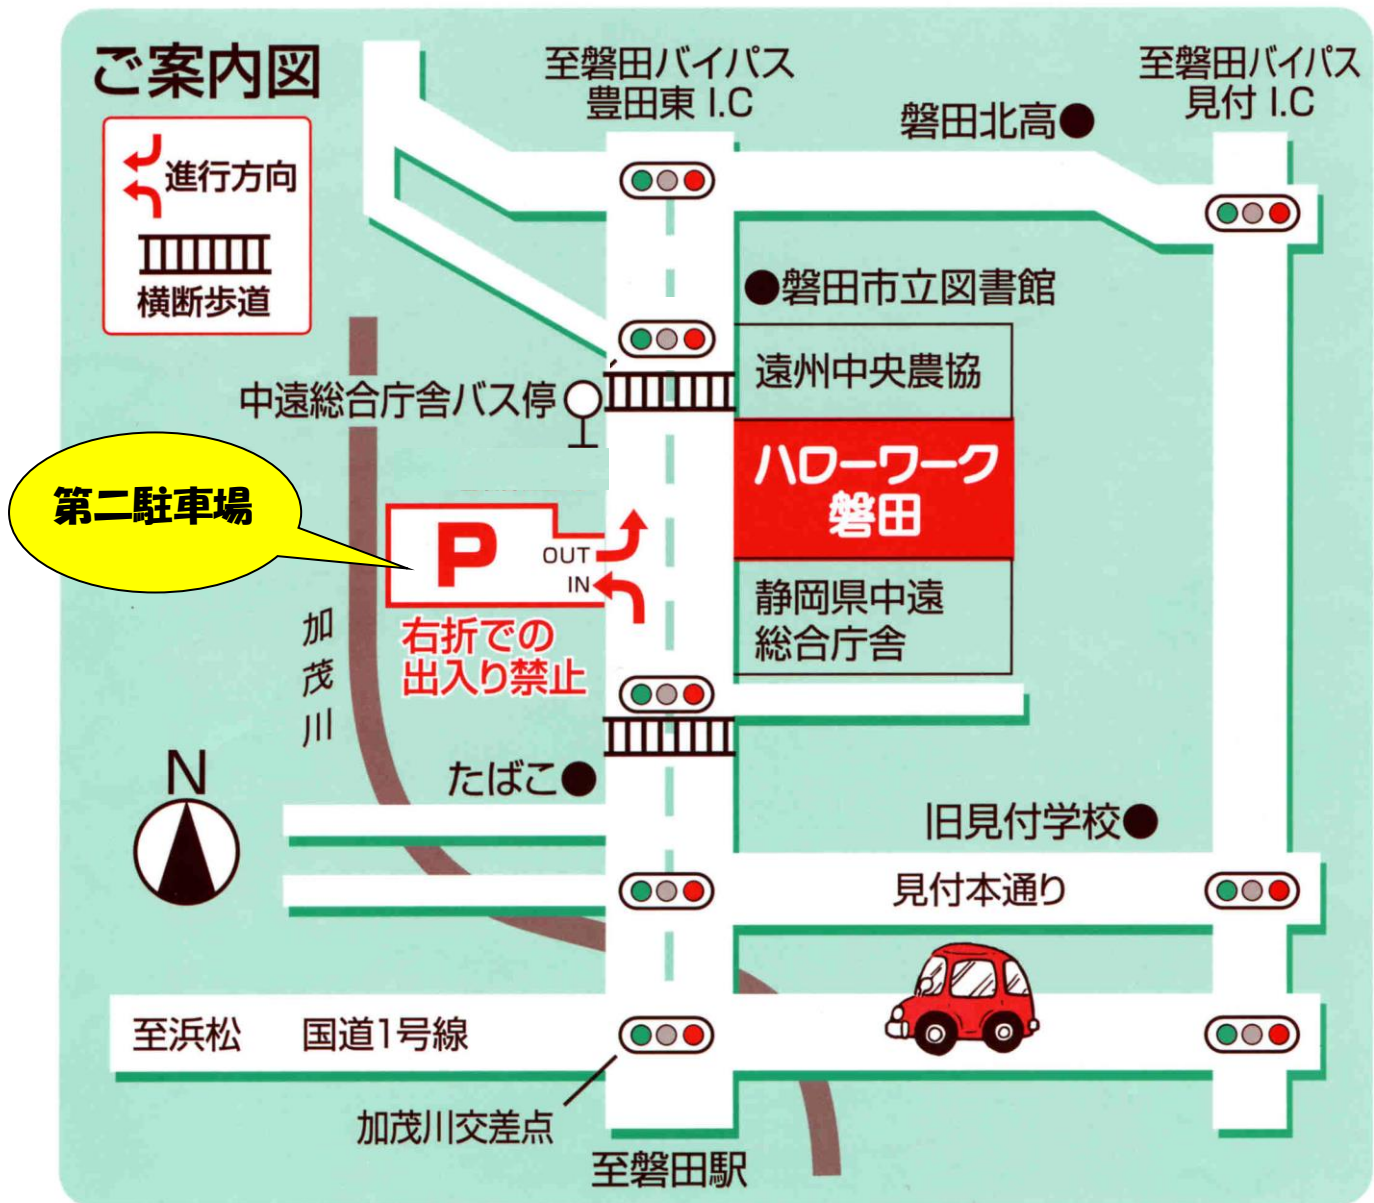 ご案内図
進行方向
横断歩道
至磐田バイパス
豊田東 I.C
至磐田バイパス
見付 I.C
磐田北高
磐田市立図書館
遠州中央農協
中遠総合庁舎バス停
ハローワーク
磐田
第二駐車場
P
OUT
IN
静岡県中遠
総合庁舎
右折での
出入り禁止
加茂川
N
たばこ
旧見付学校
見付本通り
至浜松
国道1号線
加茂川交差点
至磐田駅